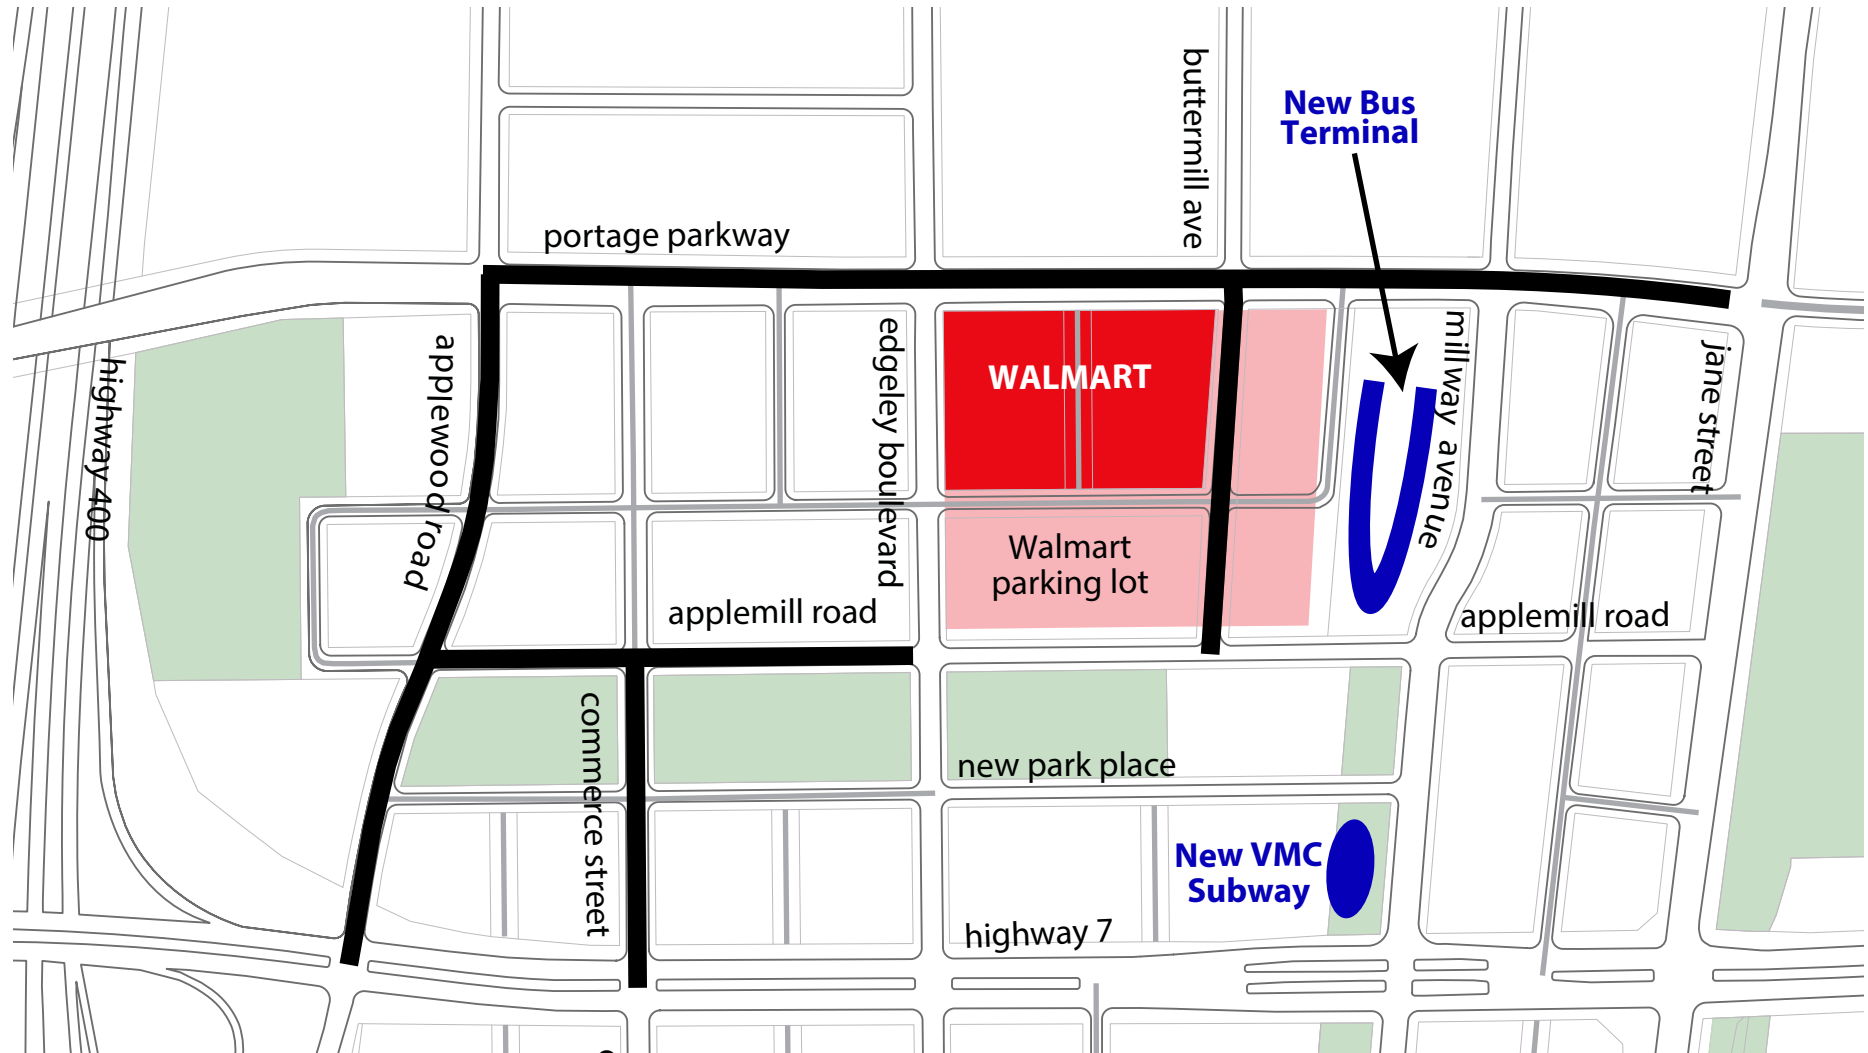 buttermill ave
New Bus
Terminal
portage parkway
highway 400
applewood road
edgeley boulevard
WALMART
millway avenue
jane street
Walmart
parking lot
applemill road
applemill road
commerce street
new park place
New VMC
Subway
highway 7